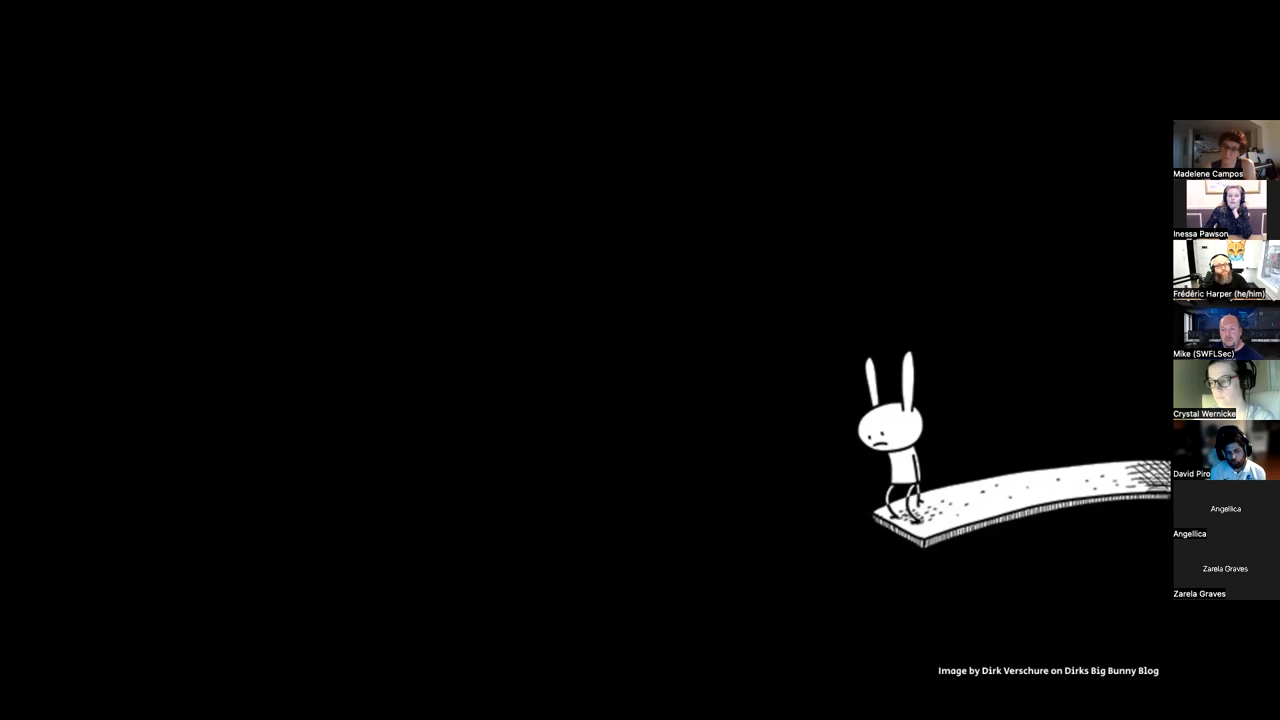 Madelene Campos
Inessa Pawson
Frédéric Harper (he/him)
Mike (SWFLSec)
Crystal Wernicke
David Piro
Angellica
Angellica
Zarela Graves
Zarela Graves
Image by Dirk Verschure on Dirks Big Bunny Blog